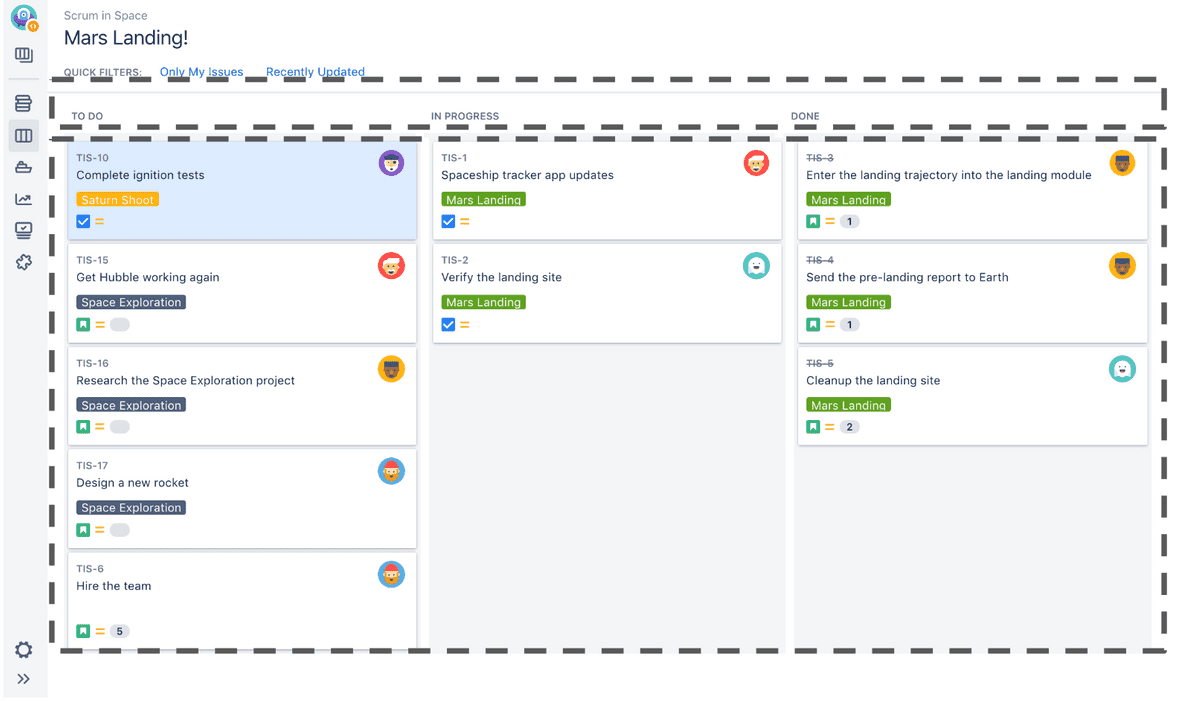 Scrum in Space
Mars Landing!
QUICK FILTERS: Only My Issues Recently Updated
TO DO
TIS-10
Complete ignition tests
Saturn Shoot
TIS-15
Get Hubble working again
Space Exploration
TIS-16
Research the Space Exploration project
Space Exploration
TIS-17
Design a new rocket
Space Exploration
TIS-6
Hire the team
5
IN PROGRESS
TIS-1
Spaceship tracker app updates
Mars Landing
TIS-2
Verify the landing site
Mars Landing
DONE
TIS-3
Enter the landing trajectory into the landing module
Mars Landing
1
TIS-4
Send the pre-landing report to Earth
Mars Landing
1
TIS-5
Cleanup the landing site
Mars Landing
2